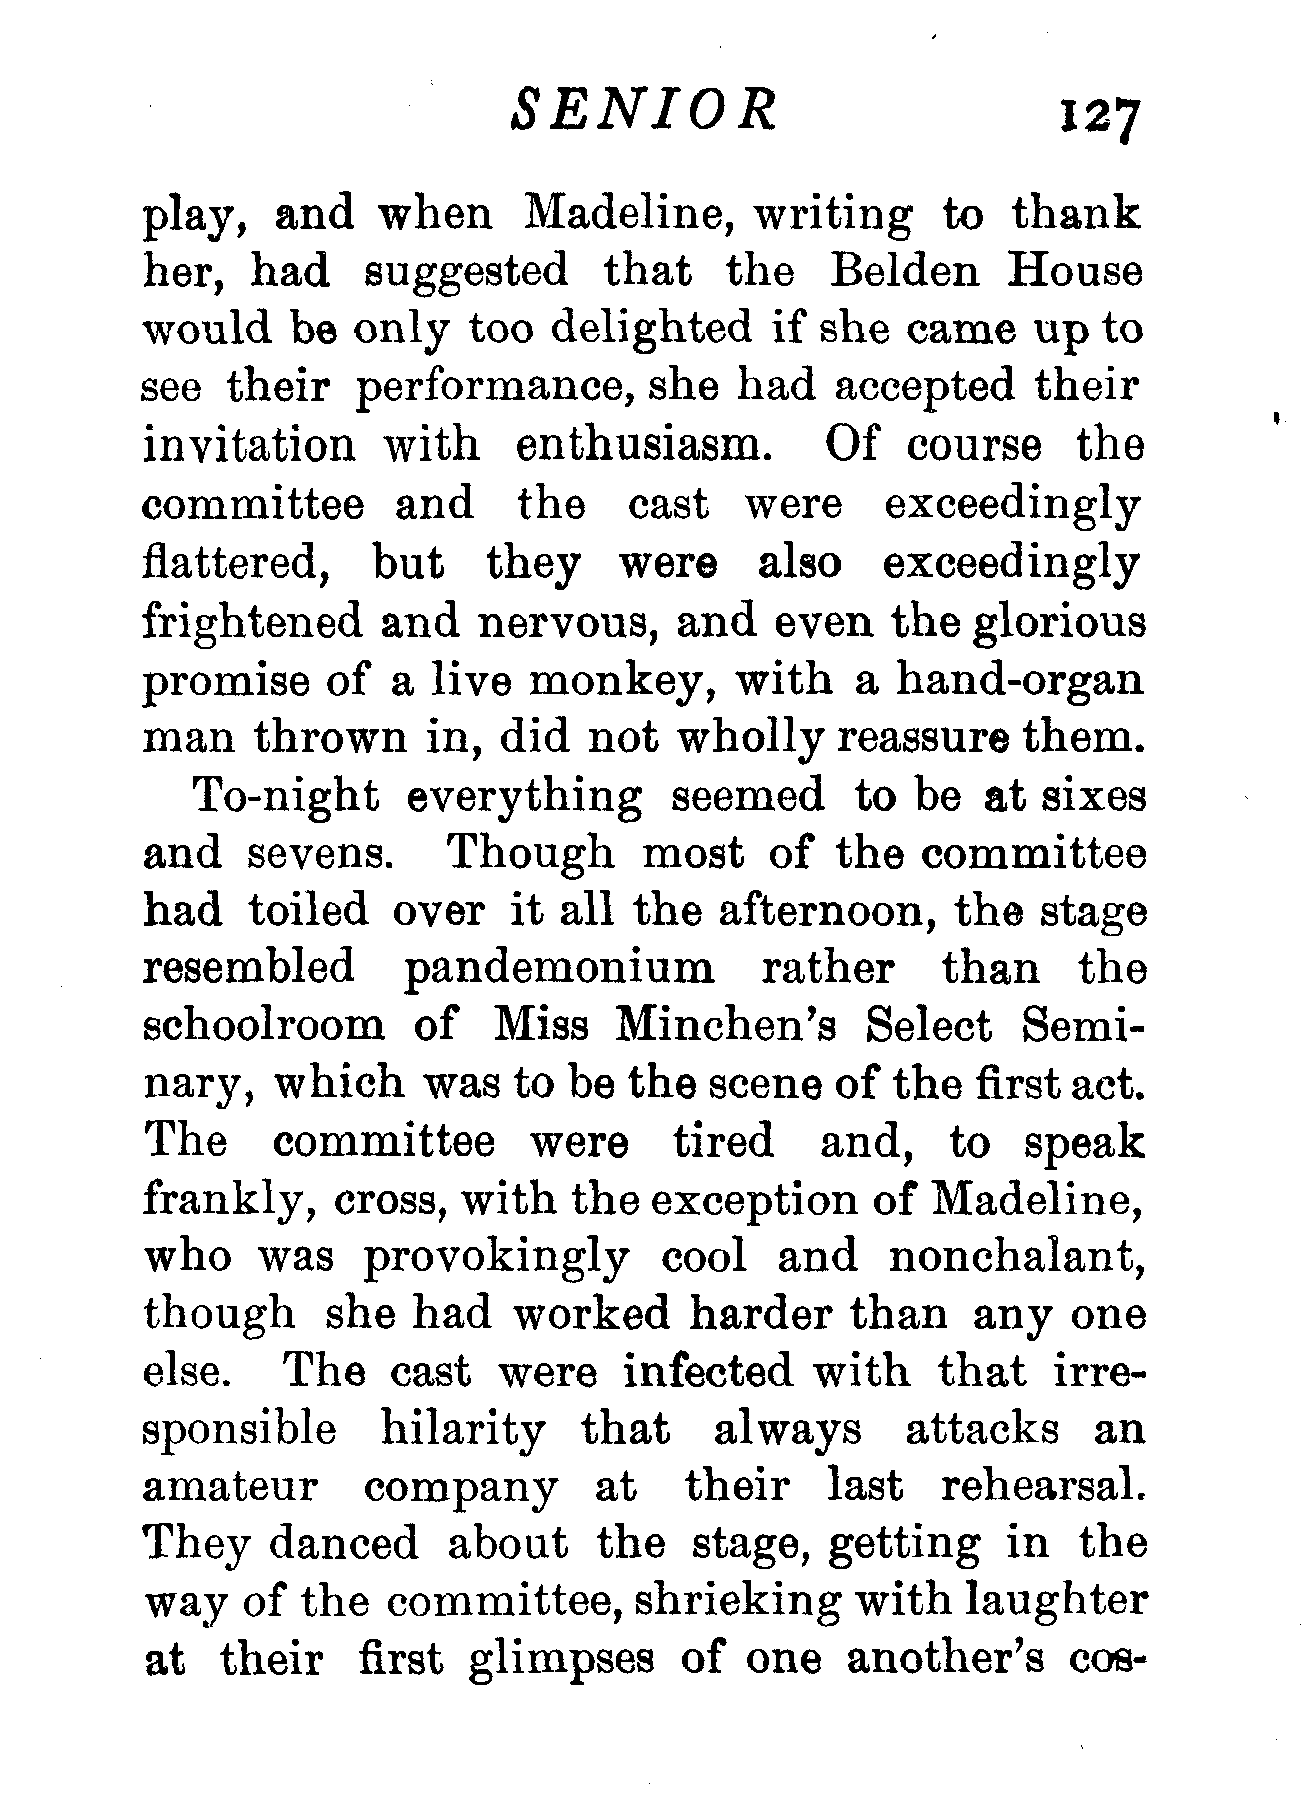 SENIOR 127
play, and when Madeline, writing to thank
her, had suggested that the Belden House
would be only too delighted if she came up to
see their performance, she had accepted their
invitation with enthusiasm. Of course the
committee and the cast were exceedingly
flattered, but they were also exceedingly
frightened and nervous, and even the glorious
promise of a live monkey, with a hand-organ
man thrown in, did not wholly reassure them.
To-night everything seemed to be at sixes
and sevens. Though most of the committee
had toiled over it all the afternoon, the stage
resembled pandemonium rather than the
schoolroom of Miss Minchen's Select Semi-
nary, which was to be the scene of the first act.
The committee were tired and, to speak
frankly, cross, with the exception of Madeline,
who was provokingly cool and nonchalant,
though she had worked harder than any one
else. The cast were infected with that irre-
sponsible hilarity that always attacks an
amateur company at their last rehearsal.
They danced about the stage, getting in the
way of the committee, shrieking with laughter
at their first glimpses of one another's cos-